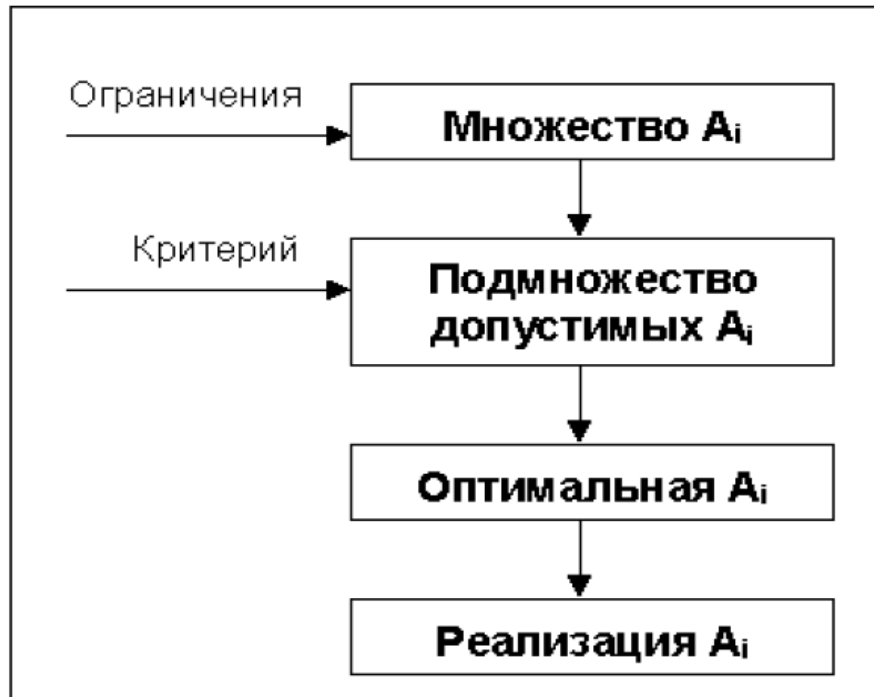 Ограничения
Множество Ai
Критерий
Подмножество
допустимых Ai
Оптимальная Ai
Реализация Ai